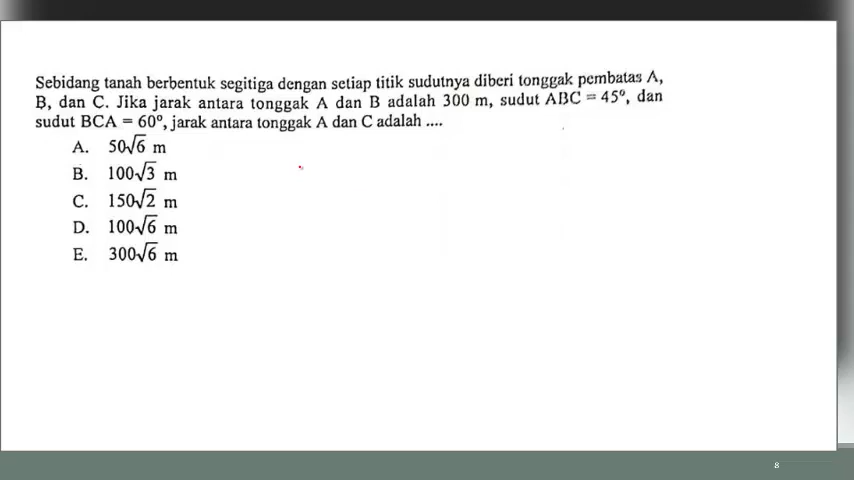 Sebidang tanah berbentuk segitiga dengan setiap titik sudutnya diberi tonggak pembatas A,
B, dan C. Jika jarak antara tonggak A dan B adalah 300 m, sudut ABC = 45°, dan
sudut BCA = 60°, jarak antara tonggak A dan C adalah ....
A. 50√6 m
B. 100√3 m
C. 150√2 m
D. 100√6 m
E. 300√6 m
8